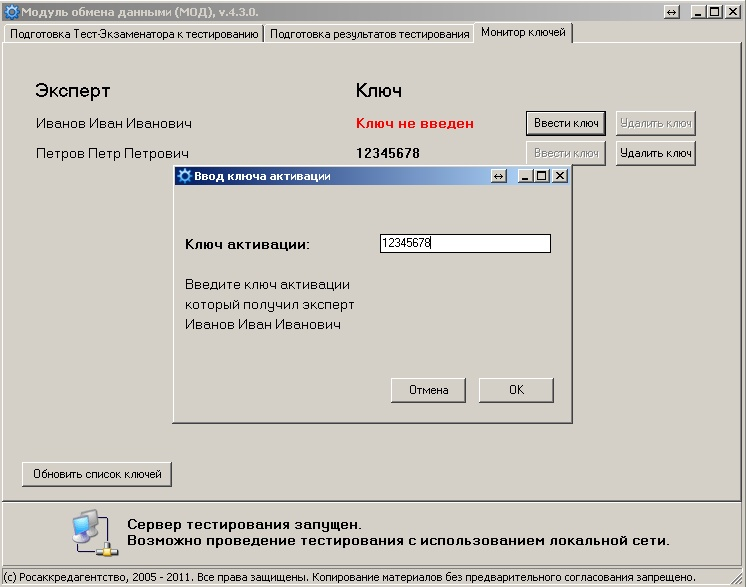 Модуль обмена данными (МОД), v.4.3.0.
Подготовка Тест-Экзаменатора к тестированию Подготовка результатов тестирования Монитор ключей
Эксперт Ключ
Иванов Иван Иванович Ключ не введен Ввести ключ Удалить ключ
Петров Петр Петрович 12345678 Ввести ключ Удалить ключ
Ввод ключа активации
Ключ активации: 12345678
Введите ключ активации
который получил эксперт
Иванов Иван Иванович
Отмена OK
Обновить список ключей
Сервер тестирования запущен.
Возможно проведение тестирования с использованием локальной сети.
(c) Росаккредагентство, 2005 - 2011. Все права защищены. Копирование материалов без предварительного согласования запрещено.